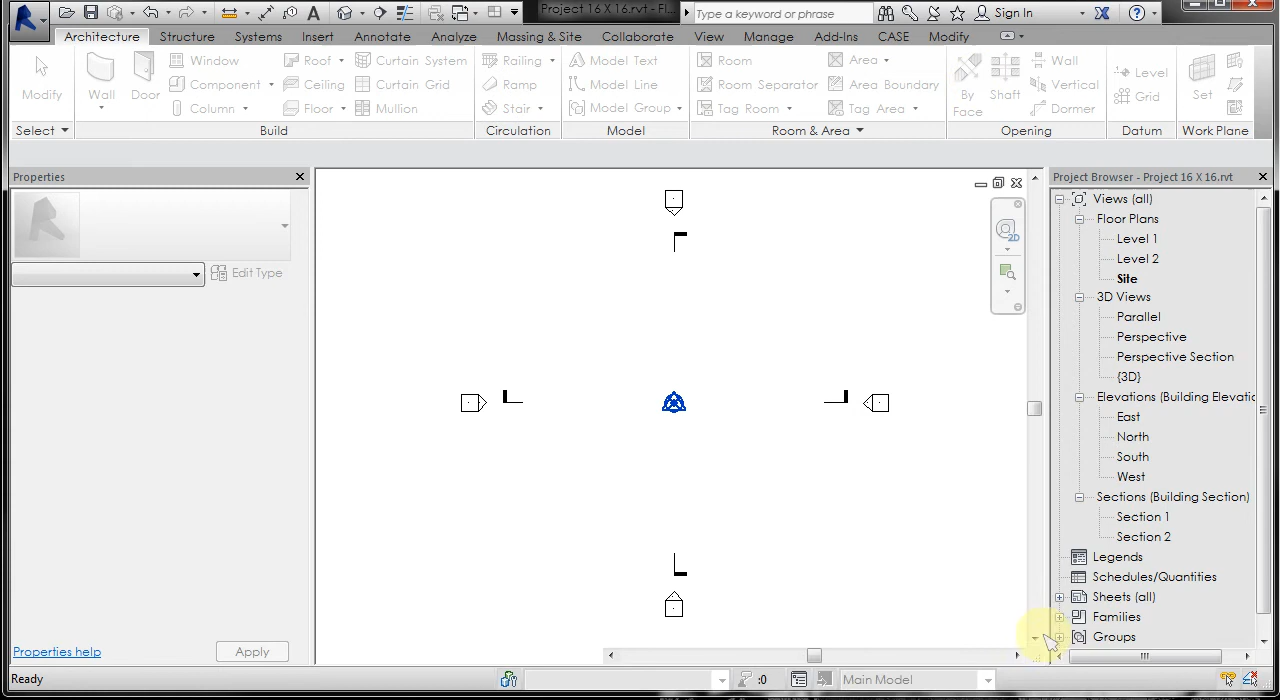 Project 16 X 16.rvt - Fl...
Type a keyword or phrase
Sign In
Architecture Structure Systems Insert Annotate Analyze Massing & Site Collaborate View Manage Add-Ins CASE Modify
Modify
Wall
Door
Window
Component
Column
Roof
Ceiling
Floor
Curtain System
Curtain Grid
Mullion
Railing
Ramp
Stair
Model Text
Model Line
Model Group
Room
Room Separator
Tag Room
Area
Area Boundary
Tag Area
By
Face
Shaft
Wall
Vertical
Dormer
Level
Grid
Set
Select Build Circulation Model Room & Area Opening Datum Work Plane
Properties
Edit Type
Properties help
Apply
2D
Project Browser - Project 16 X 16.rvt
Views (all)
Floor Plans
Level 1
Level 2
Site
3D Views
Parallel
Perspective
Perspective Section
{3D}
Elevations (Building Elevatic
East
North
South
West
Sections (Building Section)
Section 1
Section 2
Legends
Schedules/Quantities
Sheets (all)
Families
Groups
Ready
:0
Main Model